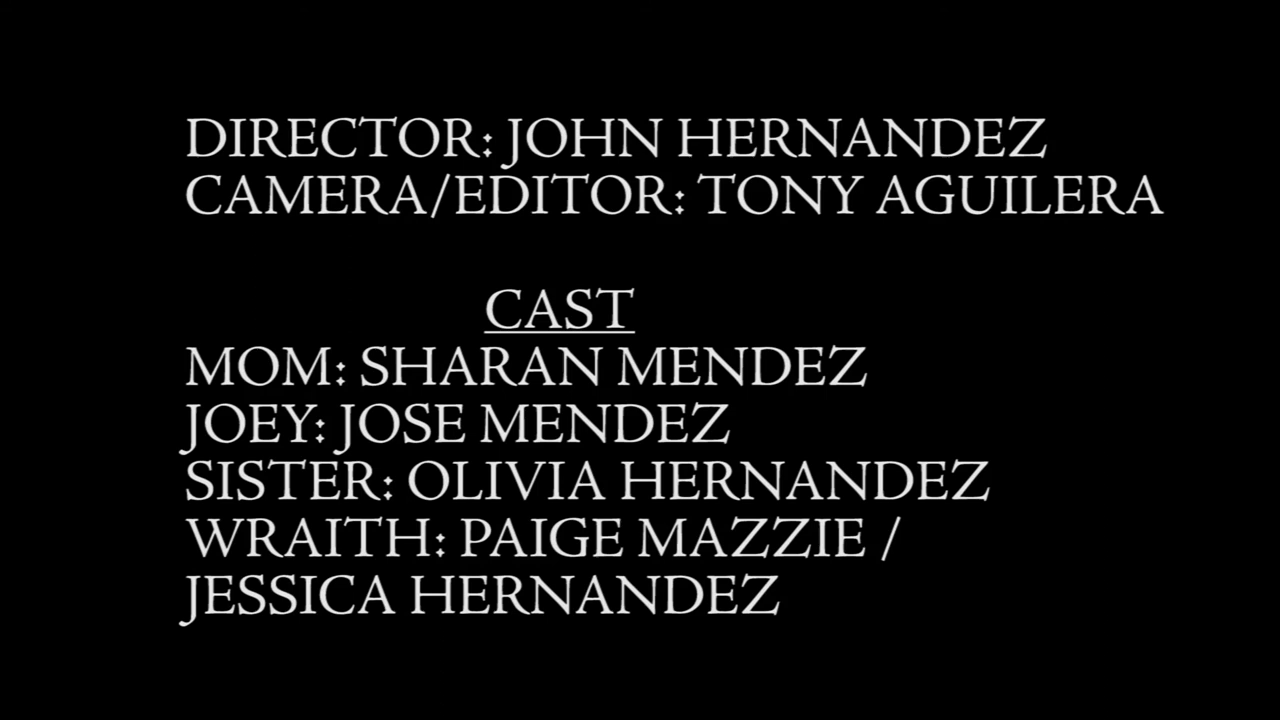 DIRECTOR: JOHN HERNANDEZ
CAMERA/EDITOR: TONY AGUILERA
CAST
MOM: SHARAN MENDEZ
JOEY: JOSE MENDEZ
SISTER: OLIVIA HERNANDEZ
WRAITH: PAIGE MAZZIE /
JESSICA HERNANDEZ